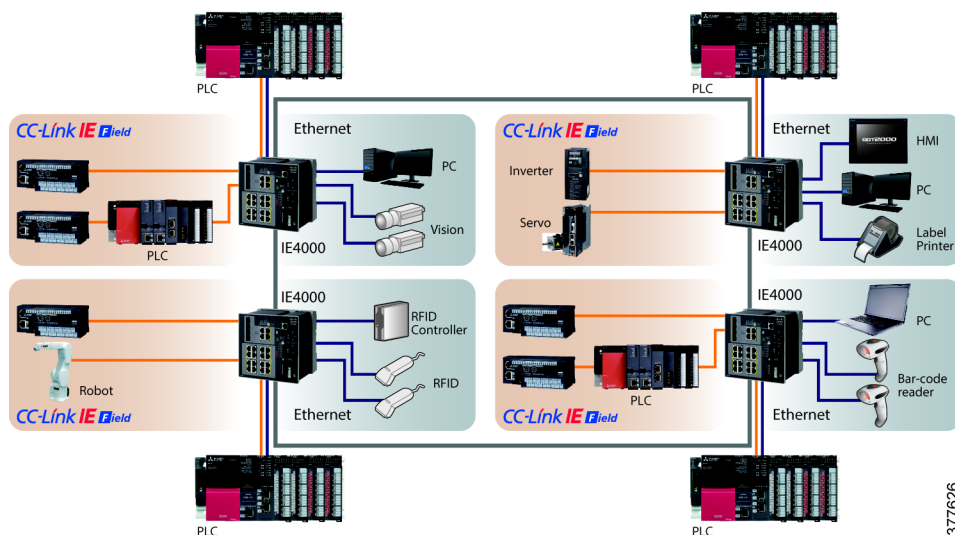 PLC
PLC
CC-Link IE Field
Ethernet
PC
Vision
PLC
IE4000
CC-Link IE Field
Ethernet
Inverter
Servo
HMI
GOT2000
PC
Label
Printer
IE4000
IE4000
RFID
Controller
RFID
Robot
CC-Link IE Field
Ethernet
IE4000
PC
Bar-code
reader
PLC
CC-Link IE Field
Ethernet
PLC
PLC
377626